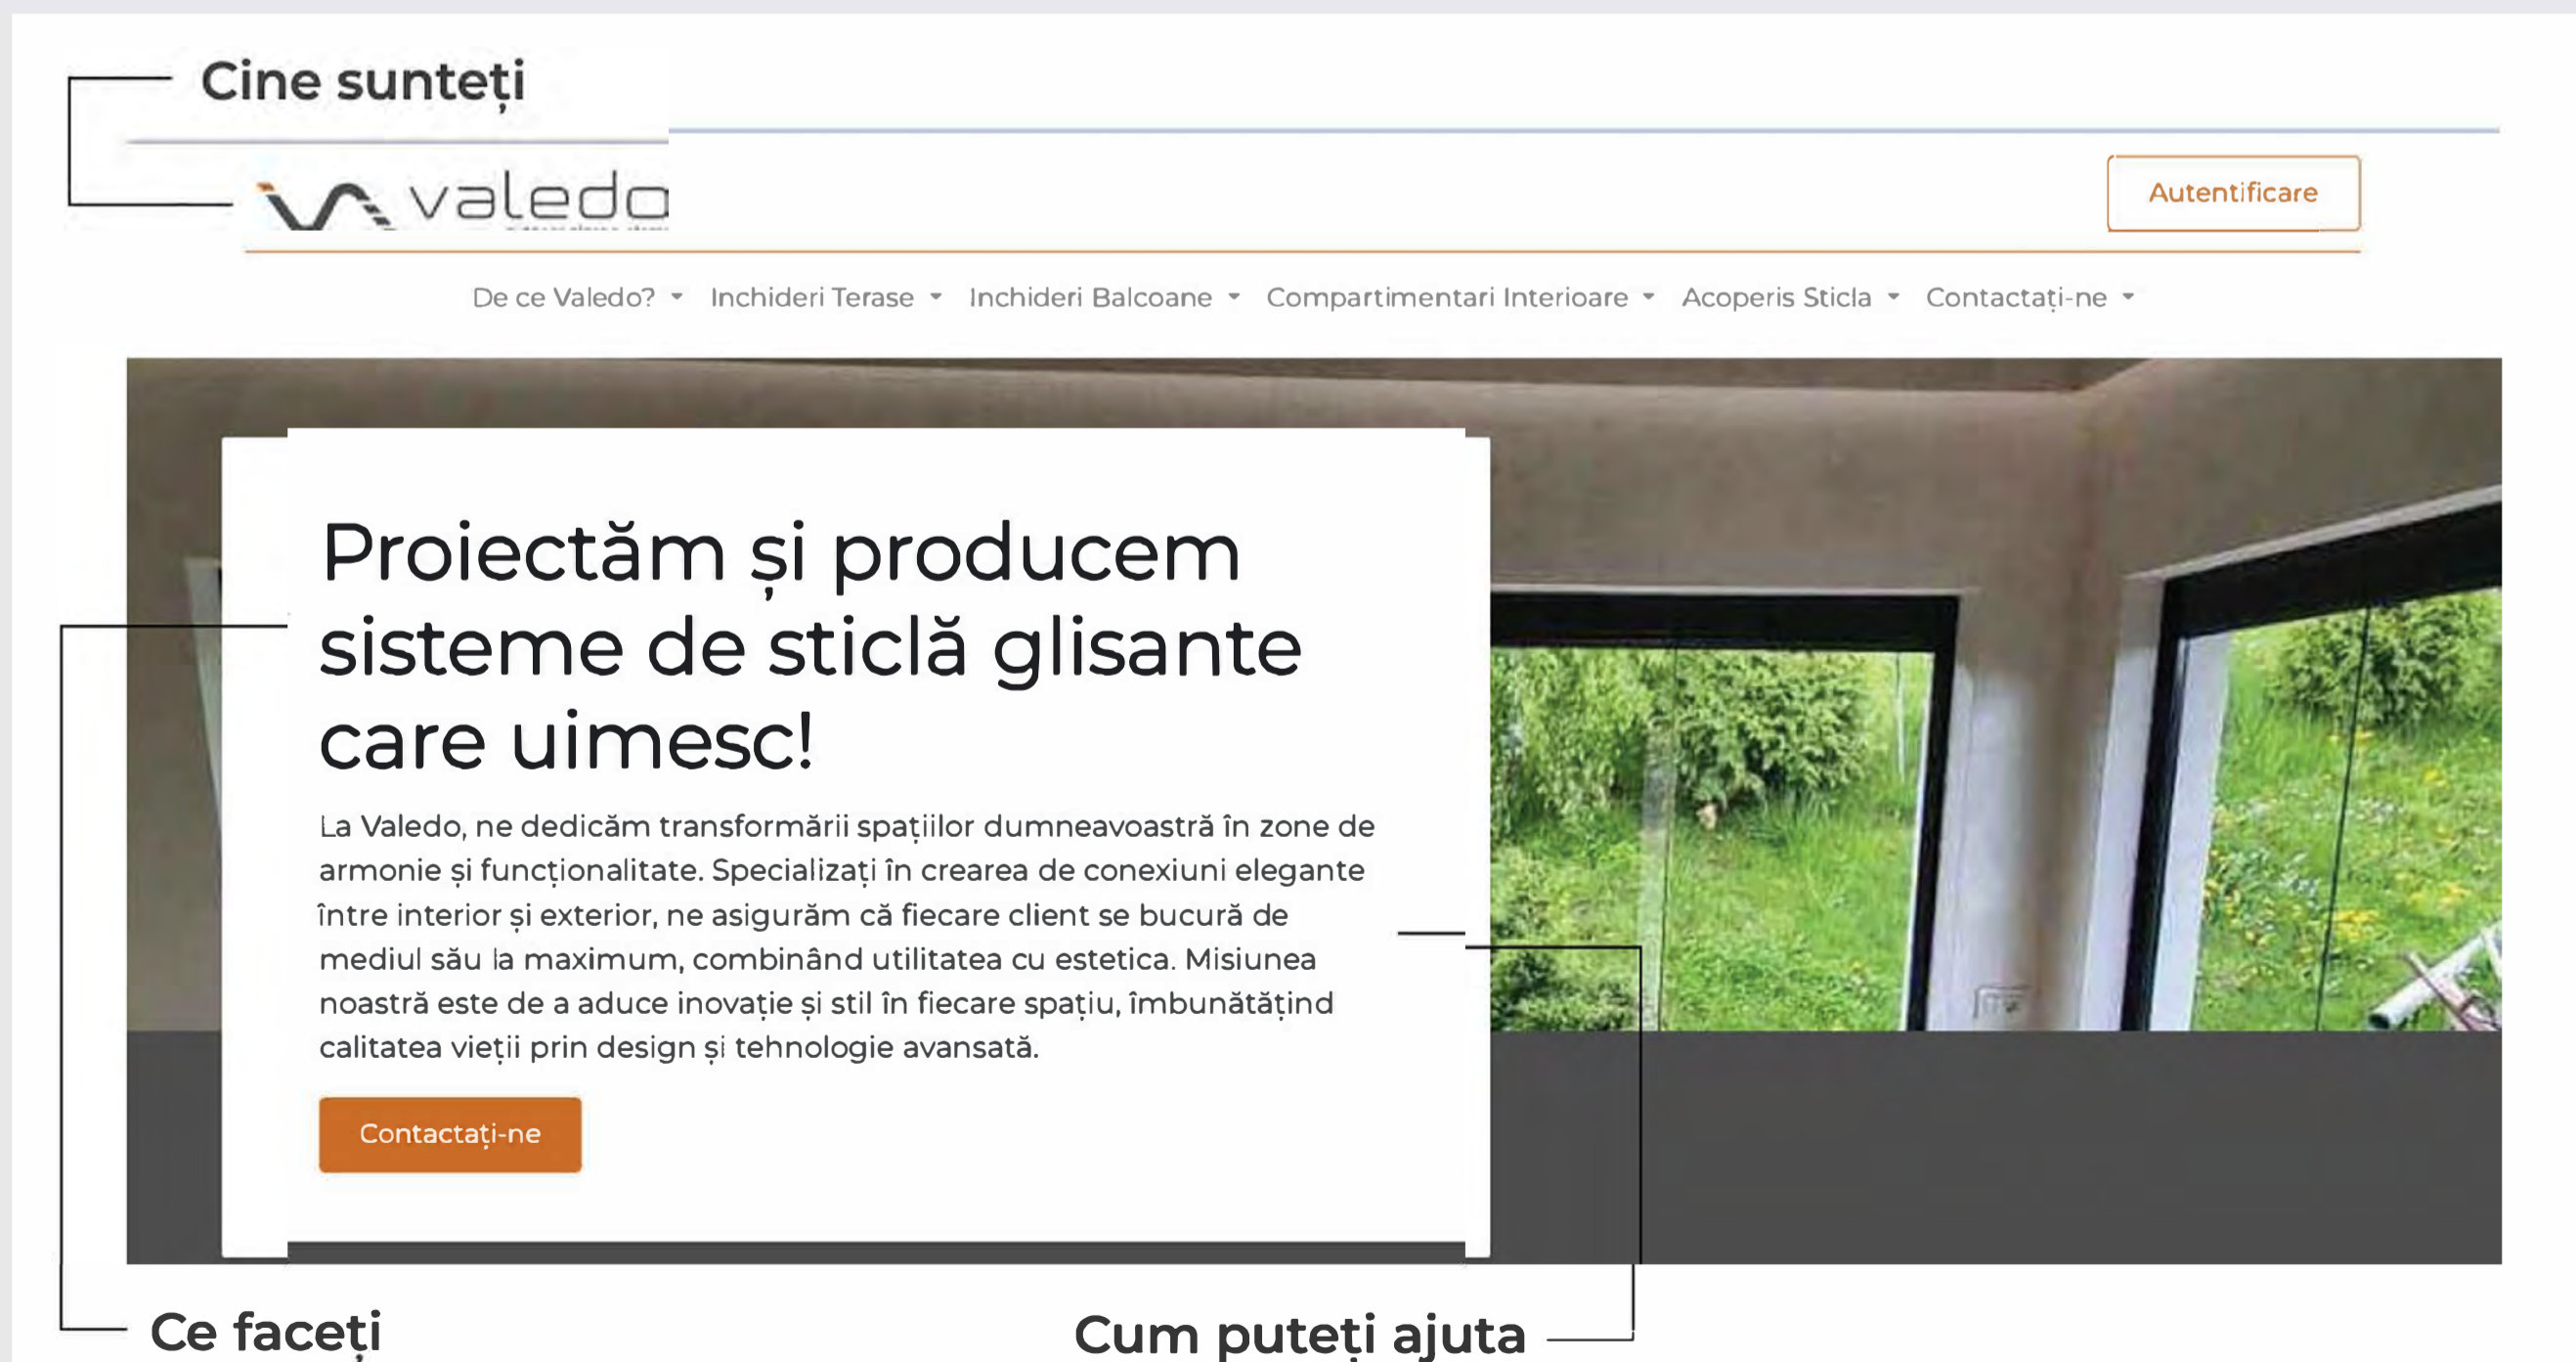 Cine sunteți
valedo
Autentificare
De ce Valedo? Inchideri Terase Inchideri Balcoane Compartimentari Interioare Acoperis Sticla Contactați-ne
Proiectăm și producem
sisteme de sticlă glisante
care uimesc!
La Valedo, ne dedicăm transformării spațiilor dumneavoastră în zone de
armonie și funcționalitate. Specializați în crearea de conexiuni elegante
între interior și exterior, ne asigurăm că fiecare client se bucură de
mediul său la maximum, combinând utilitatea cu estetica. Misiunea
noastră este de a aduce inovație și stil în fiecare spațiu, îmbunătățind
calitatea vieții prin design și tehnologie avansată.
Contactați-ne
Ce faceți
Cum puteți ajuta